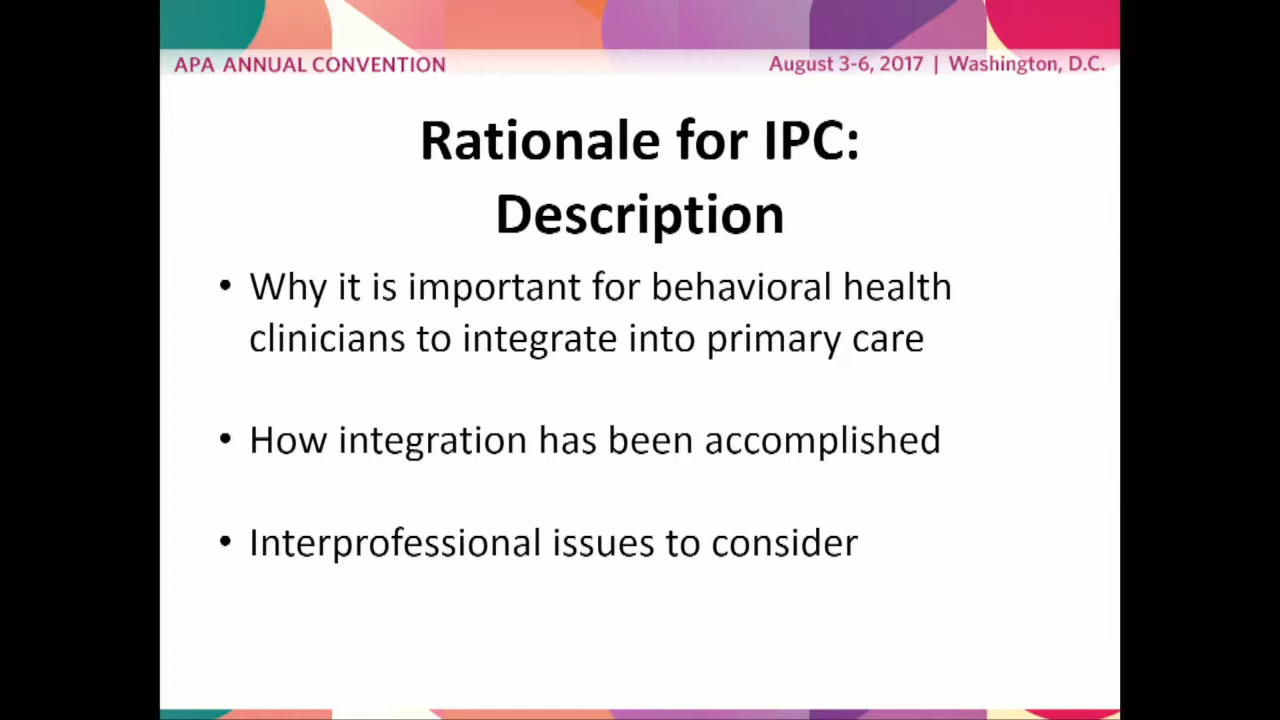 APA ANNUAL CONVENTION
August 3-6, 2017 | Washington, D.C.
Rationale for IPC:
Description
• Why it is important for behavioral health
clinicians to integrate into primary care
• How integration has been accomplished
• Interprofessional issues to consider